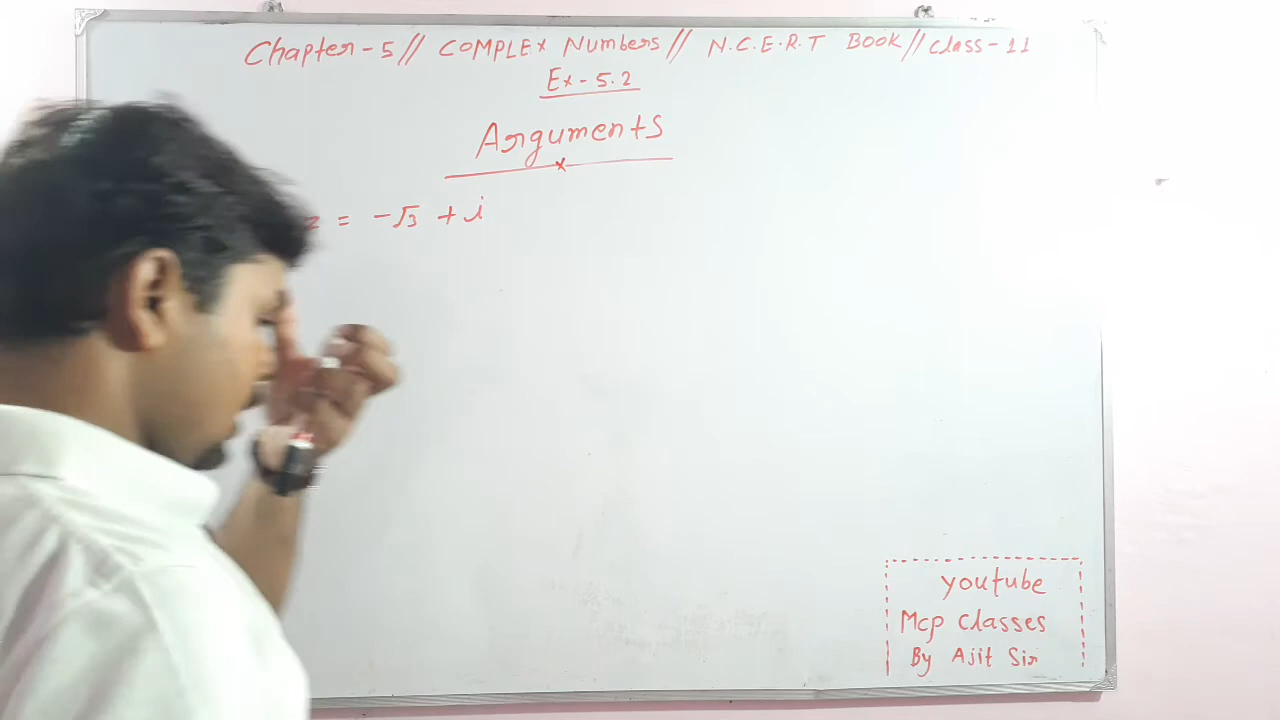 Chapter-5// COMPLEX Numbers// N.C.E.R.T BOOK// Class-11
Ex-5.2
Arguments
z = -√3 + i
youtube
Mcp Classes
By Ajit Sir